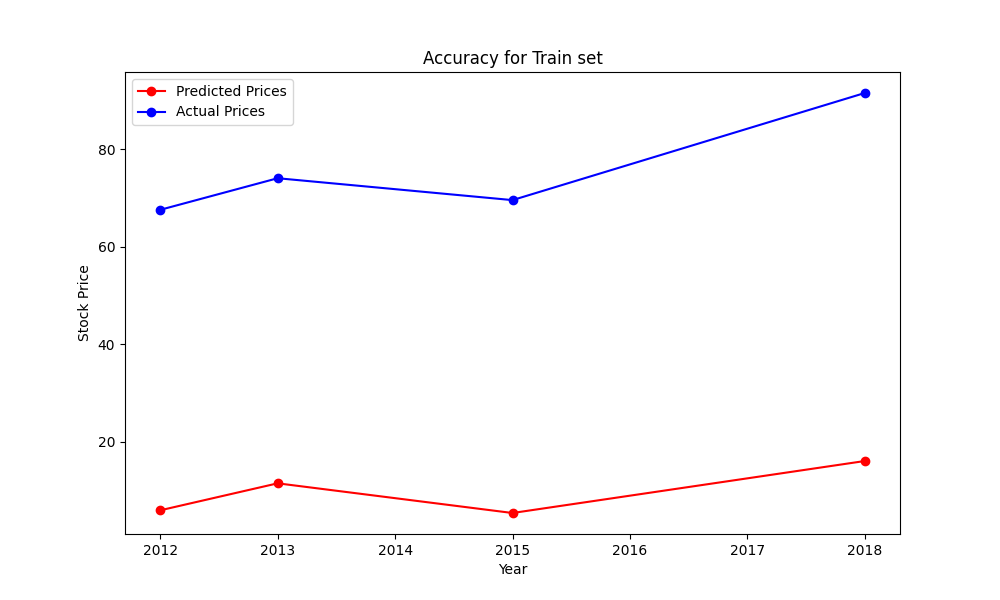 Accuracy for Train set
Predicted Prices
Actual Prices
80
60
40
20
Stock Price
2012 2013 2014 2015 2016 2017 2018
Year